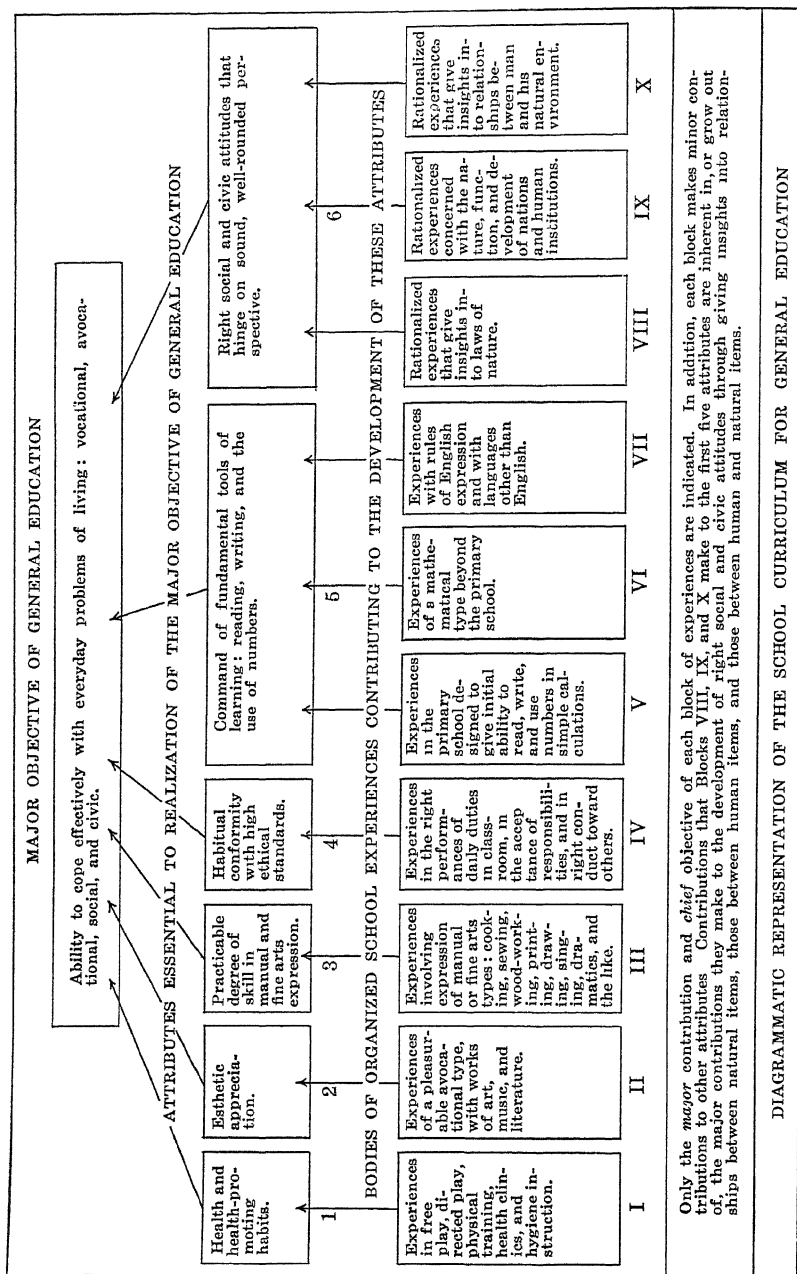 MAJOR OBJECTIVE OF GENERAL EDUCATION
Ability to cope effectively with everyday problems of living: vocational, avoca-
tional, social, and civic.
ATTRIBUTES ESSENTIAL TO REALIZATION OF THE MAJOR OBJECTIVE OF GENERAL EDUCATION
Health and
health-pro-
moting
habits.
Esthetic
apprecia-
tion.
Practicable
degree of
skill in
manual and
fine arts
expression.
Habitual
conformity
with high
ethical
standards.
Command of fundamental tools of
learning: reading, writing, and the
use of numbers.
Right social and civic attitudes that
hinge on sound, well-rounded per-
spective.
1
2
3
4
5
6
BODIES OF ORGANIZED SCHOOL EXPERIENCES CONTRIBUTING TO THE DEVELOPMENT OF THESE ATTRIBUTES
Experiences
in free
play, di-
rected play,
physical
training,
health clin-
ics, and
hygiene in-
struction.
Experiences
of a pleasur-
able avoca-
tional type,
with works
of art,
music, and
literature.
Experiences
involving
expression
of manual
or fine arts
types: cook-
ing, sewing,
wood-work-
ing, print-
ing, draw-
ing, sing-
ing, dra-
matics, and
the like.
Experiences
in the right
perform-
ances of
daily duties
in class-
room, in
the accep-
tance of
responsibili-
ties, and in
right con-
duct toward
others.
Experiences
in the
primary
school de-
signed to
give initial
ability to
read, write,
and use
numbers in
simple cal-
culations.
Experiences
of a mathe-
matical
type beyond
the primary
school.
Experiences
with rules
of English
expression
and with
languages
other than
English.
Rationalized
experiences
that give
insights in-
to laws of
nature.
Rationalized
experiences
concerned
with the na-
ture, func-
tion, and de-
velopment
of nations
and human
institutions.
Rationalized
experiences
that give
insights in-
to relation-
ships be-
tween man
and his
natural en-
vironment.
I
II
III
IV
V
VI
VII
VIII
IX
X
Only the major contribution and chief objective of each block of experiences are indicated. In addition, each block makes minor con-
tributions to other attributes Contributions that Blocks VIII, IX, and X make to the first five attributes are inherent in, or grow out
of, the major contributions they make to the development of right social and civic attitudes through giving insights into relation-
ships between natural items, those between human items, and those between human and natural items.
DIAGRAMMATIC REPRESENTATION OF THE SCHOOL CURRICULUM FOR GENERAL EDUCATION